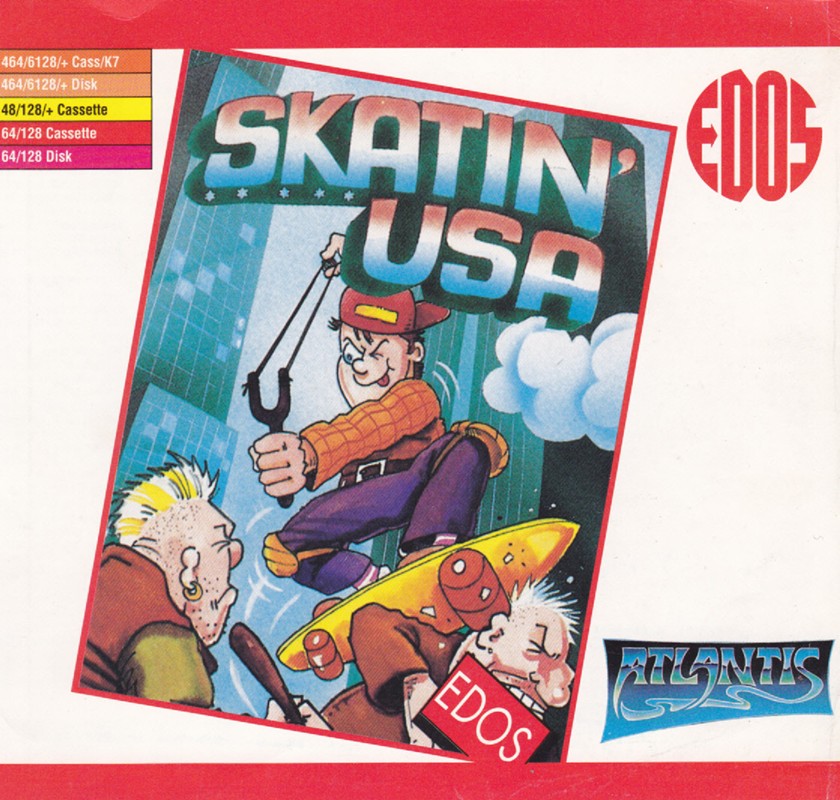 464/6128/+ Cass/K7
464/6128/+ Disk
48/128/+ Cassette
64/128 Cassette
64/128 Disk
EDOS
SKATIN'
USA
ATLANTIS
EDOS